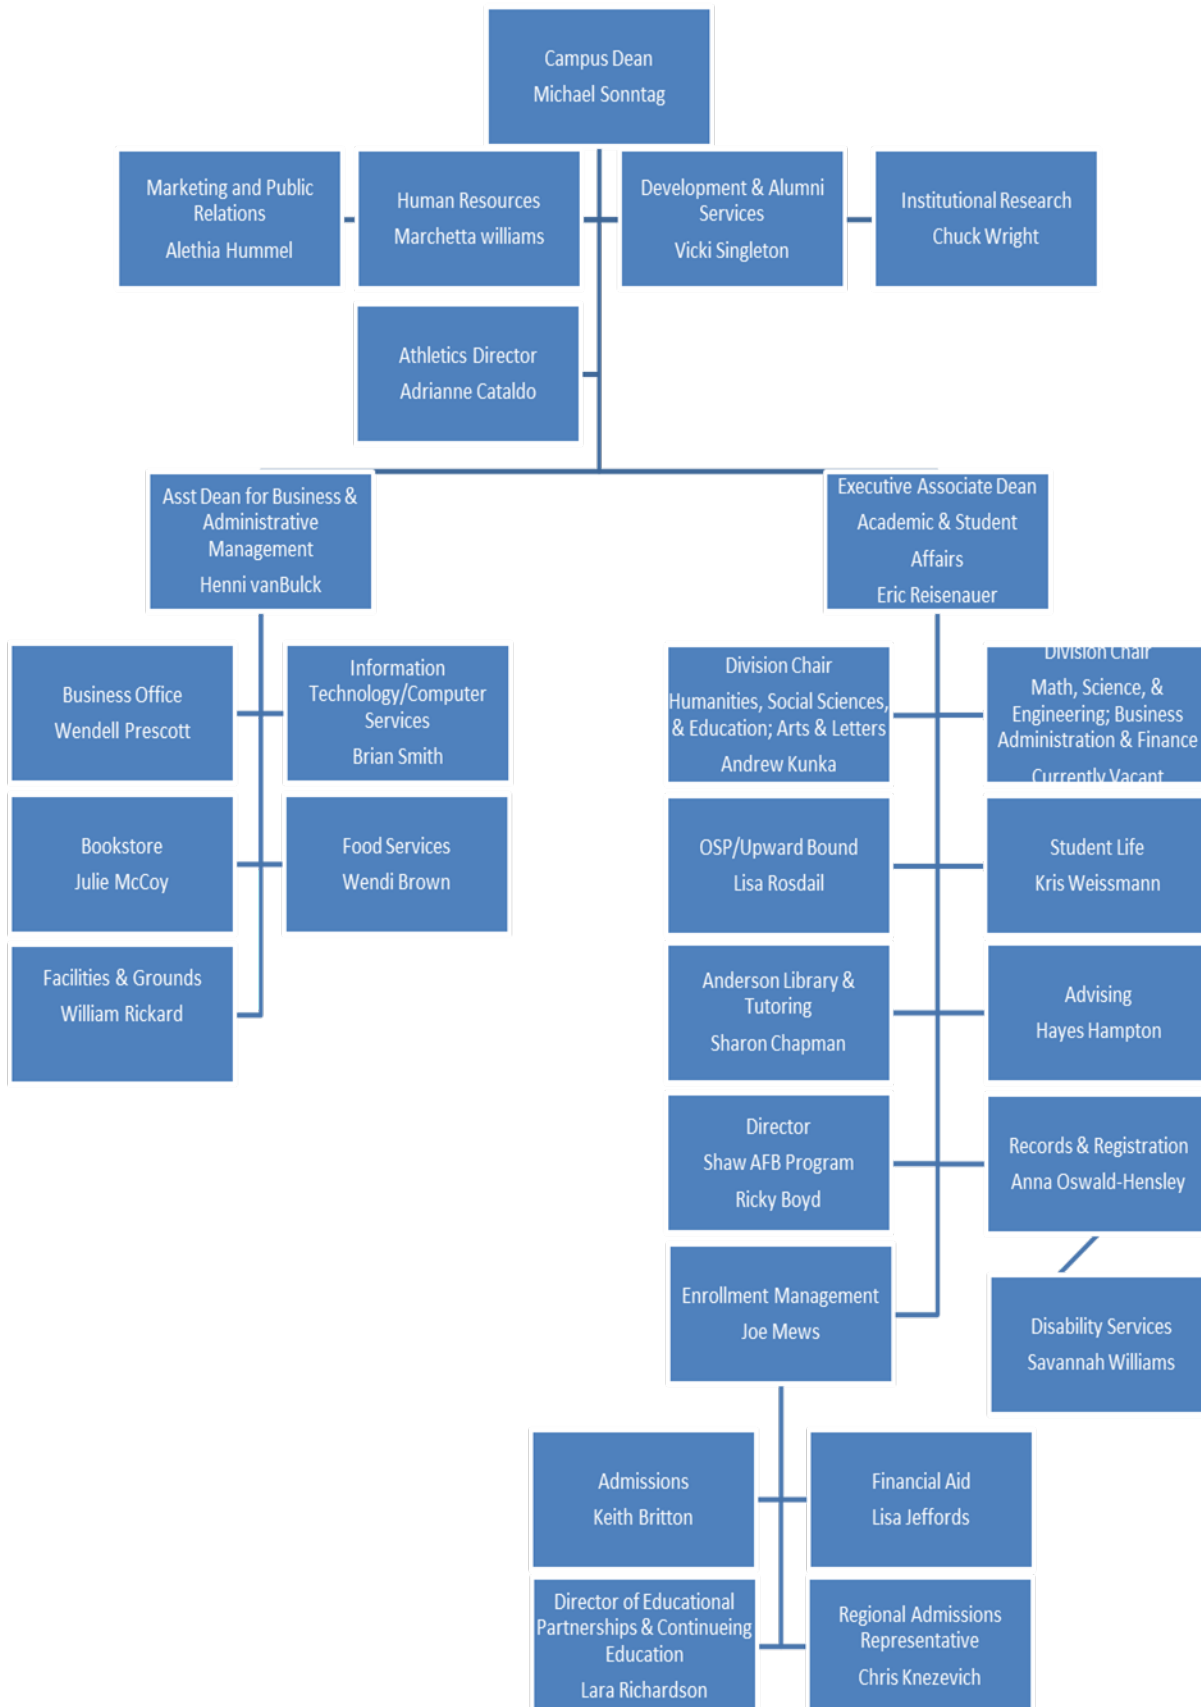 Campus Dean
Michael Sonntag
Marketing and Public
Relations
Alethia Hummel
Human Resources
Marchetta williams
Development & Alumni
Services
Vicki Singleton
Institutional Research
Chuck Wright
Athletics Director
Adrianne Cataldo
Asst Dean for Business &
Administrative
Management
Henni vanBulck
Executive Associate Dean
Academic & Student
Affairs
Eric Reisenauer
Business Office
Wendell Prescott
Information
Technology/Computer
Services
Brian Smith
Division Chair
Humanities, Social Sciences,
& Education; Arts & Letters
Andrew Kunka
Division Chair
Math, Science, &
Engineering; Business
Administration & Finance
Currently Vacant
Bookstore
Julie McCoy
Food Services
Wendi Brown
OSP/Upward Bound
Lisa Rosdail
Student Life
Kris Weissmann
Facilities & Grounds
William Rickard
Anderson Library &
Tutoring
Sharon Chapman
Advising
Hayes Hampton
Director
Shaw AFB Program
Ricky Boyd
Records & Registration
Anna Oswald-Hensley
Enrollment Management
Joe Mews
Disability Services
Savannah Williams
Admissions
Keith Britton
Financial Aid
Lisa Jeffords
Director of Educational
Partnerships & Continueing
Education
Lara Richardson
Regional Admissions
Representative
Chris Knezevich